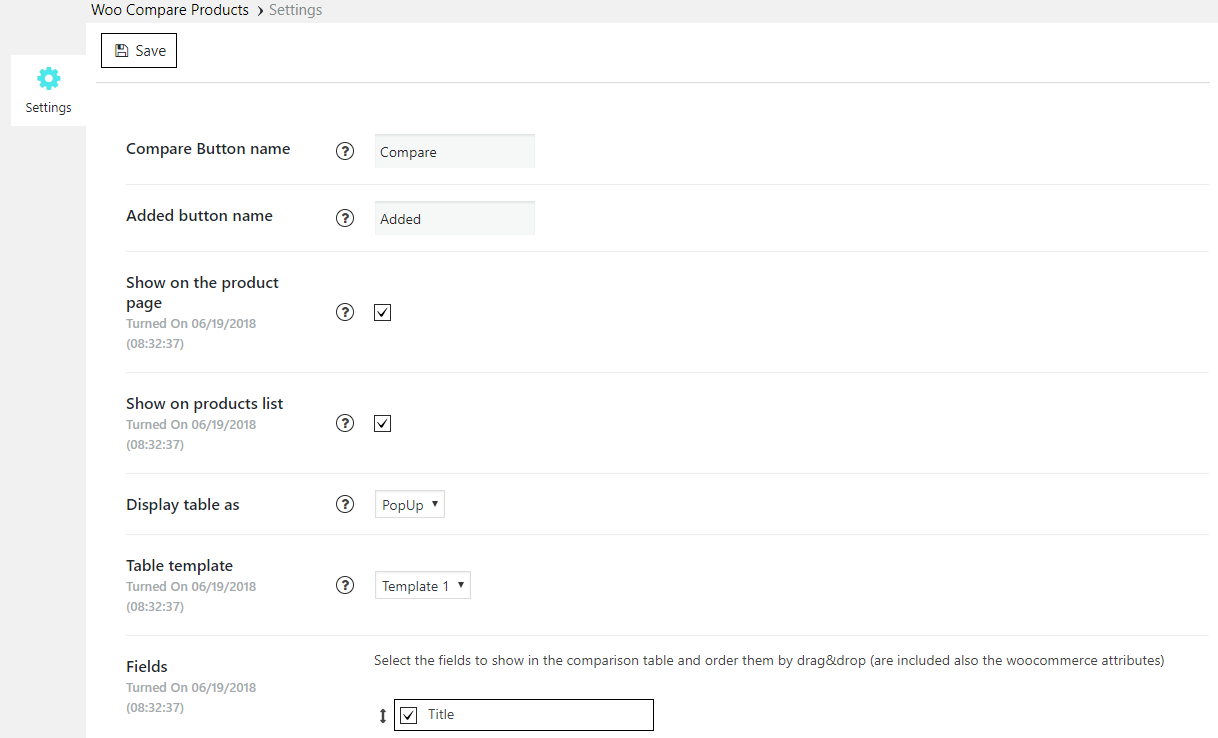 Woo Compare Products › Settings
Save
Settings
Compare Button name ? Compare
Added button name ? Added
Show on the product
page
Turned On 06/19/2018
(08:32:37)
?
Show on products list
Turned On 06/19/2018
(08:32:37)
?
Display table as ? PopUp
Table template
Turned On 06/19/2018
(08:32:37)
? Template 1
Fields
Turned On 06/19/2018
(08:32:37)
Select the fields to show in the comparison table and order them by drag&drop (are included also the woocommerce attributes)
Title